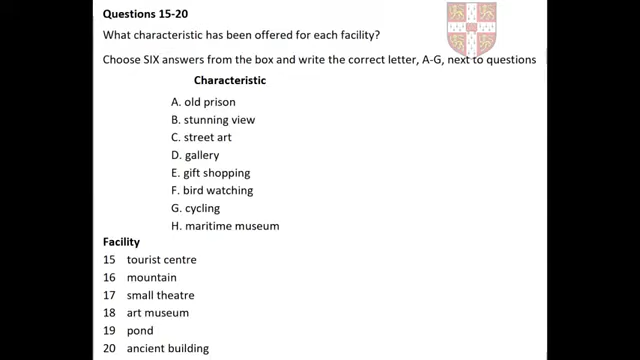 Questions 15-20
What characteristic has been offered for each facility?
Choose SIX answers from the box and write the correct letter, A-G, next to questions
Characteristic
A. old prison
B. stunning view
C. street art
D. gallery
E. gift shopping
F. bird watching
G. cycling
H. maritime museum
Facility
15 tourist centre
16 mountain
17 small theatre
18 art museum
19 pond
20 ancient building